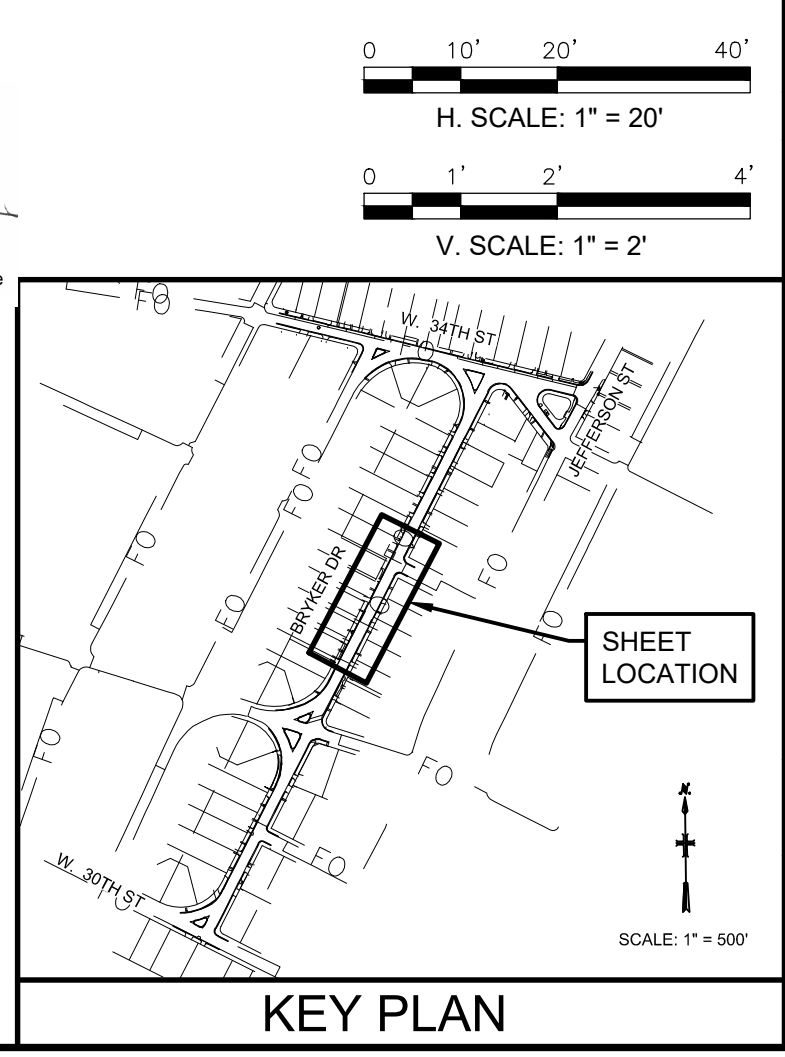 0 10' 20' 40'
H. SCALE: 1" = 20'
0 1' 2' 4'
V. SCALE: 1" = 2'
e
FO
W. 34TH ST
JEFFERSON ST
FO
FO
FO
FO
BRYKER DR
FO
FO
SHEET
LOCATION
FO
FO
FO
W. 30TH ST
N.
SCALE: 1" = 500'
KEY PLAN